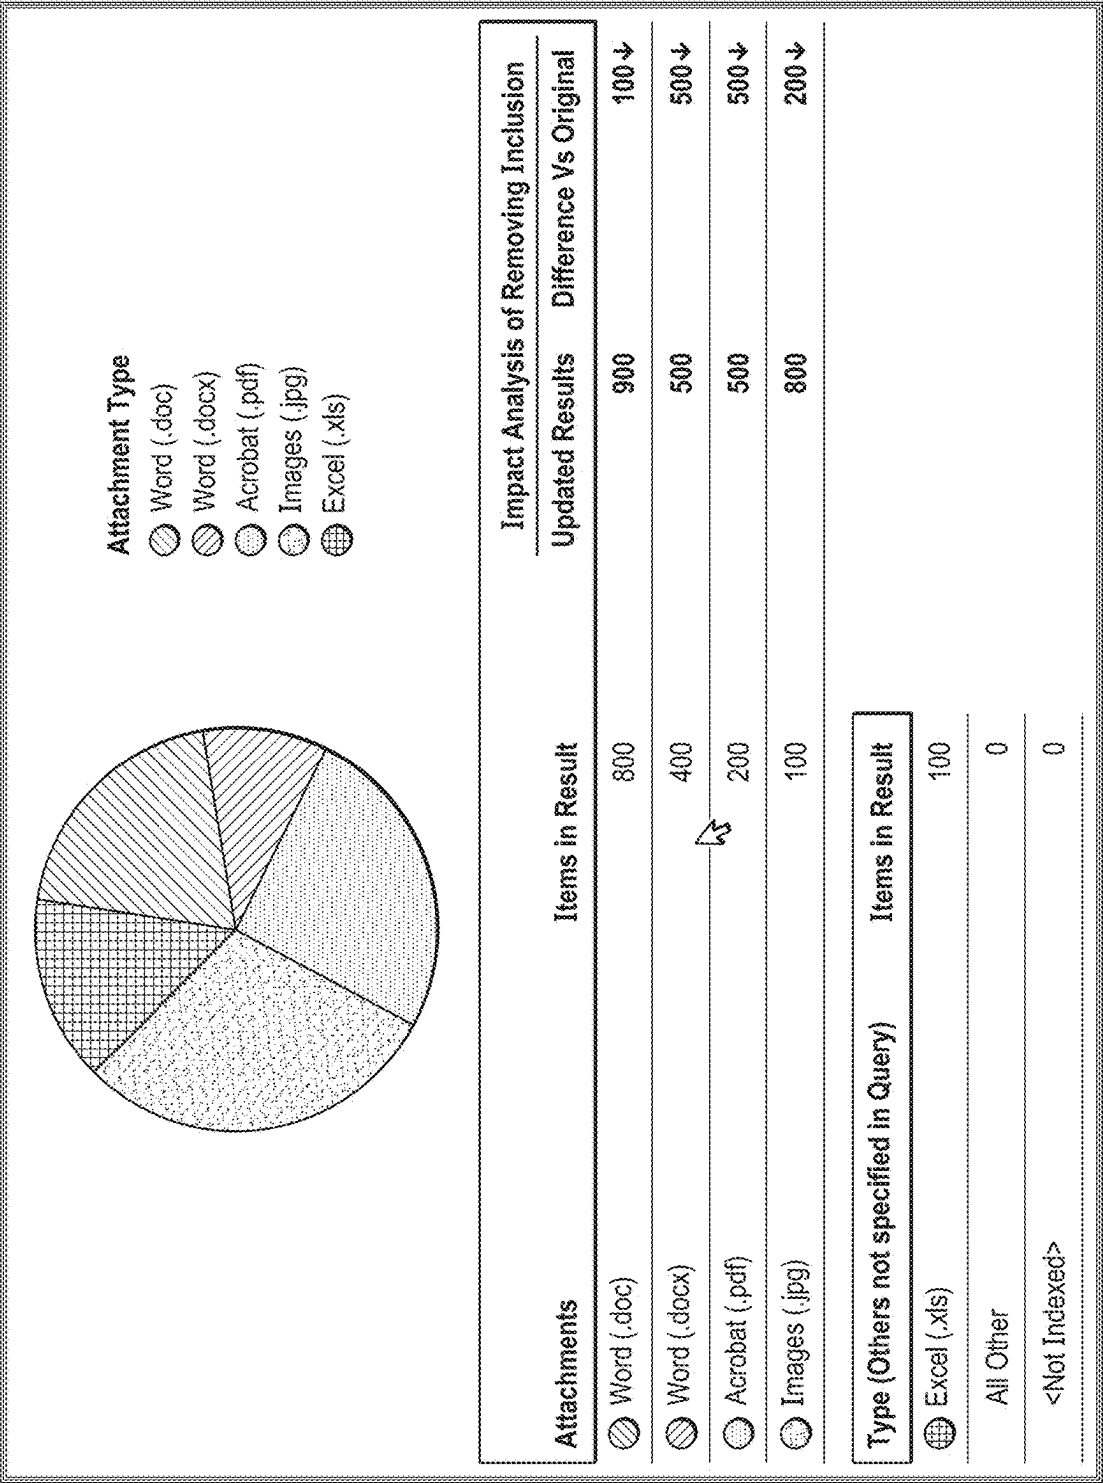 Attachment Type
Word (.doc)
Word (.docx)
Acrobat (.pdf)
Images (.jpg)
Excel (.xls)
Impact Analysis of Removing Inclusion
Attachments Items in Result Updated Results Difference Vs Original
Word (.doc) 800 900 100↓
Word (.docx) 400 500 500↓
Acrobat (.pdf) 200 500 500↓
Images (.jpg) 100 800 200↓
Type (Others not specified in Query) Items in Result
Excel (.xls) 100
All Other 0
<Not Indexed> 0